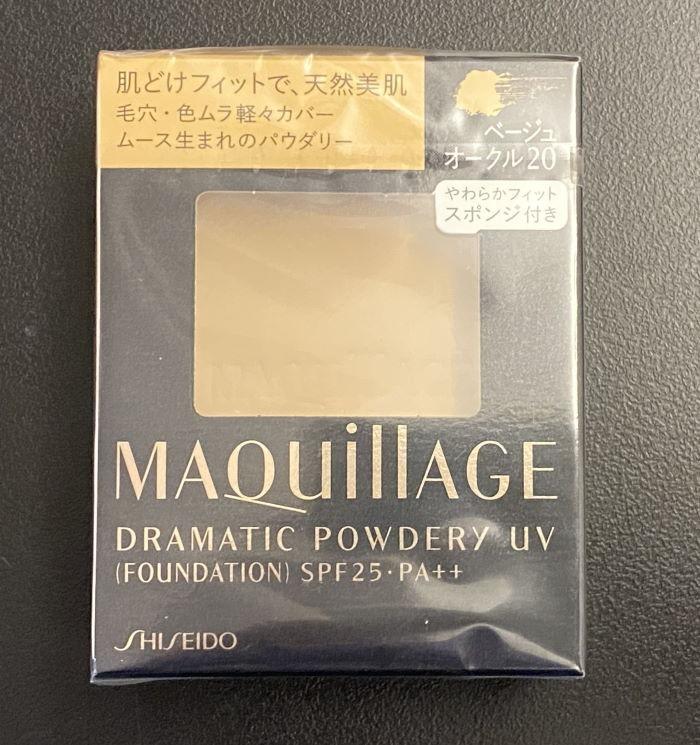 肌どけフィットで、天然美肌
毛穴・色ムラ軽々カバー
ムース生まれのパウダリー
ベージュ
オークル20
やわらかフィット
スポンジ付き
MAQuillAGE
DRAMATIC POWDERY UV
(FOUNDATION) SPF25・PA++
SHISEIDO